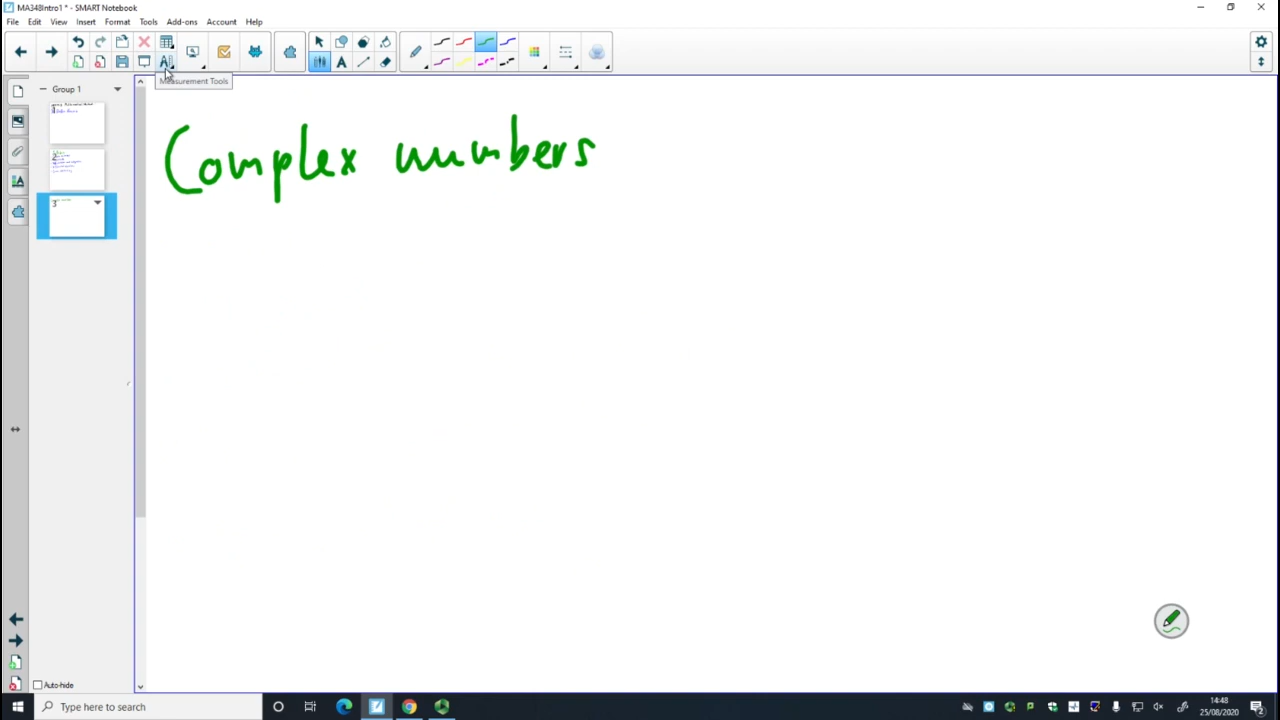 MA348Intro1 * - SMART Notebook
File Edit View Insert Format Tools Add-ons Account Help
Measurement Tools
Group 1
Complex numbers
Auto-hide
Type here to search
14:48
25/08/2020